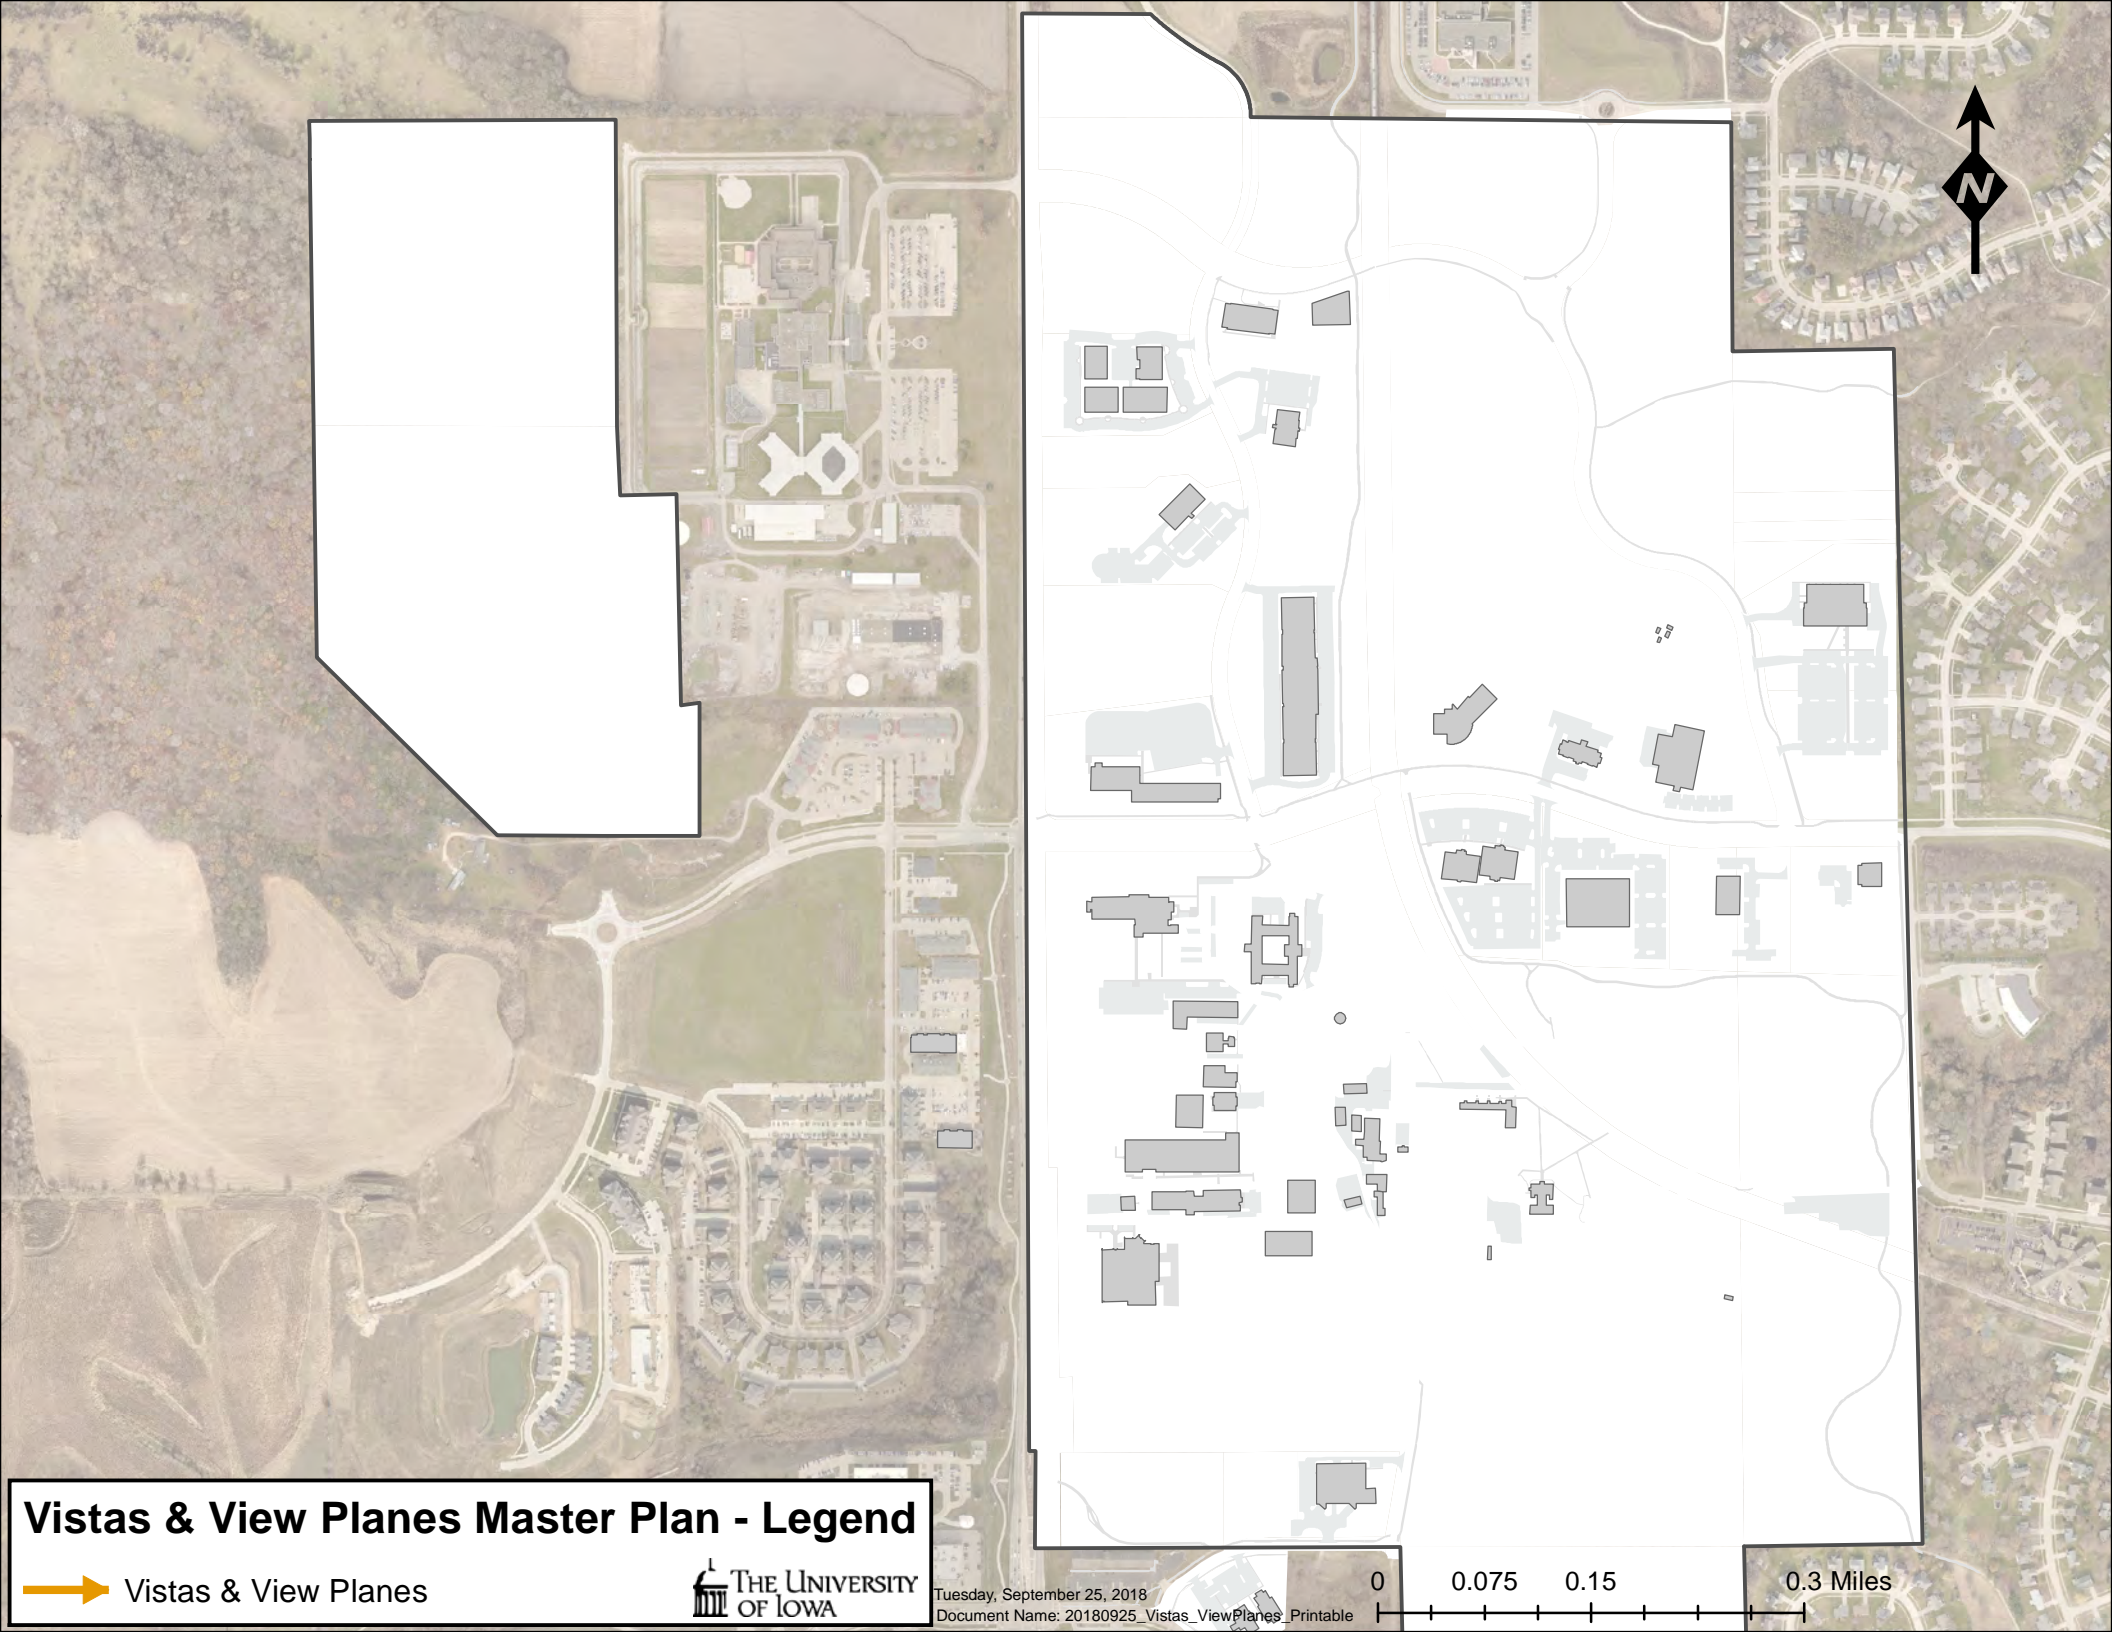 N
Vistas & View Planes Master Plan - Legend
Vistas & View Planes
THE UNIVERSITY
OF IOWA
Tuesday, September 25, 2018
Document Name: 20180925_Vistas_ViewPlanes_Printable
0 0.075 0.15 0.3 Miles